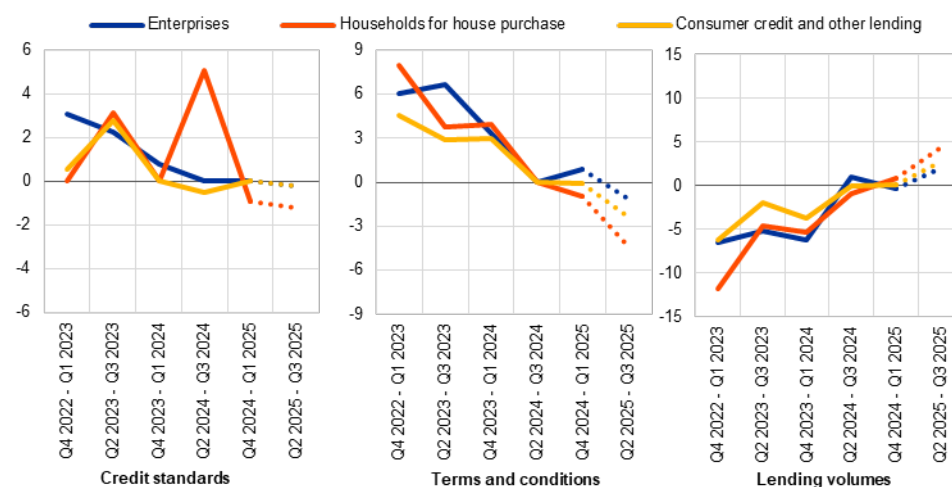 Enterprises
Households for house purchase
Consumer credit and other lending
6
4
2
0
-2
-4
-6
Q4 2022 - Q1 2023
Q2 2023 - Q3 2023
Q4 2023 - Q1 2024
Q2 2024 - Q3 2024
Q4 2024 - Q1 2025
Q2 2025 - Q3 2025
Credit standards
9
6
3
0
-3
-6
-9
Q4 2022 - Q1 2023
Q2 2023 - Q3 2023
Q4 2023 - Q1 2024
Q2 2024 - Q3 2024
Q4 2024 - Q1 2025
Q2 2025 - Q3 2025
Terms and conditions
15
10
5
0
-5
-10
-15
Q4 2022 - Q1 2023
Q2 2023 - Q3 2023
Q4 2023 - Q1 2024
Q2 2024 - Q3 2024
Q4 2024 - Q1 2025
Q2 2025 - Q3 2025
Lending volumes